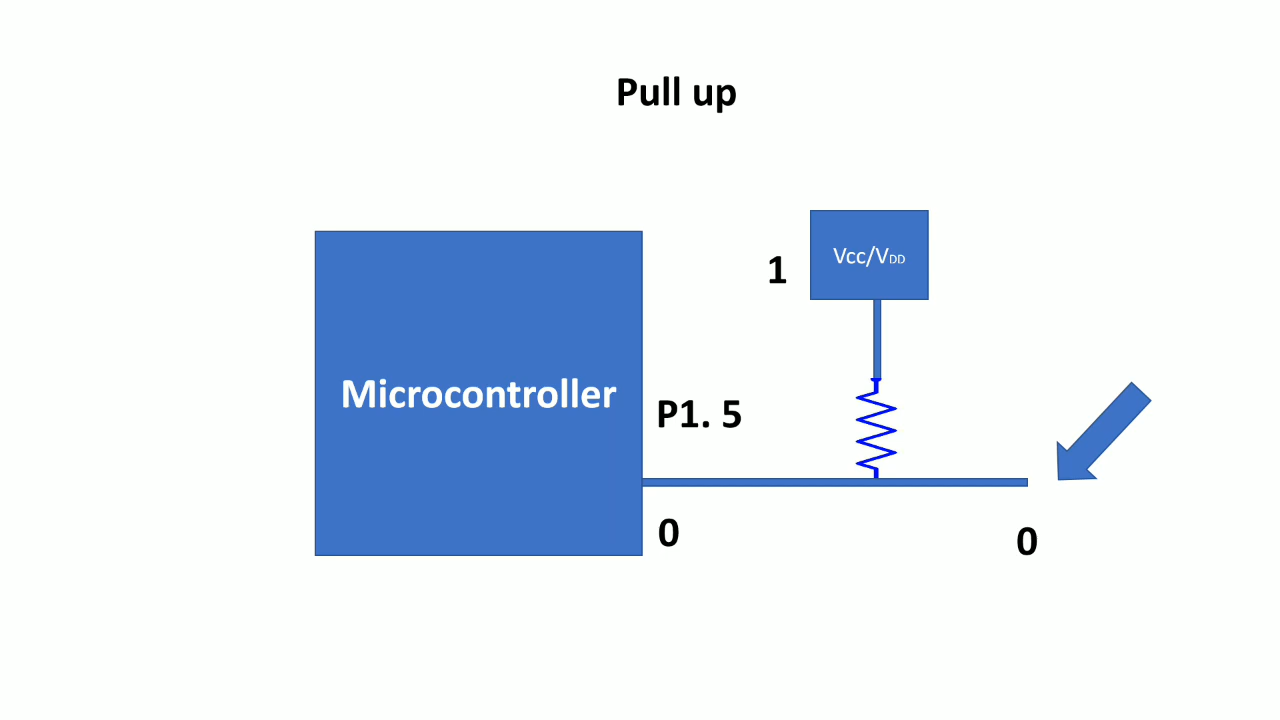 Pull up
Vcc/VDD
1
Microcontroller
P1. 5
0
0